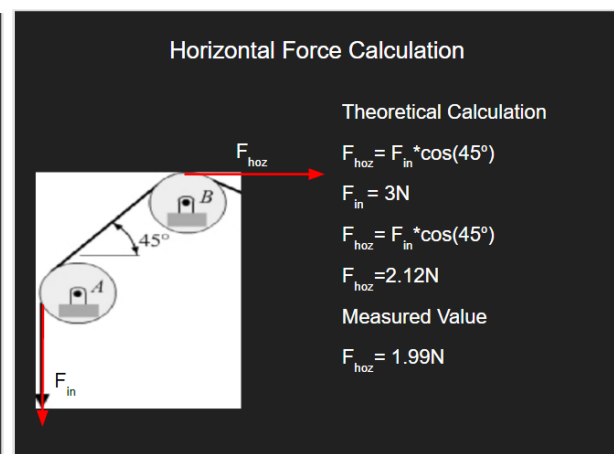 Horizontal Force Calculation
Theoretical Calculation
F_hoz= F_in*cos(45º)
F_in = 3N
F_hoz= F_in*cos(45º)
F_hoz=2.12N
Measured Value
F_hoz= 1.99N
F_hoz
B
45°
A
F_in